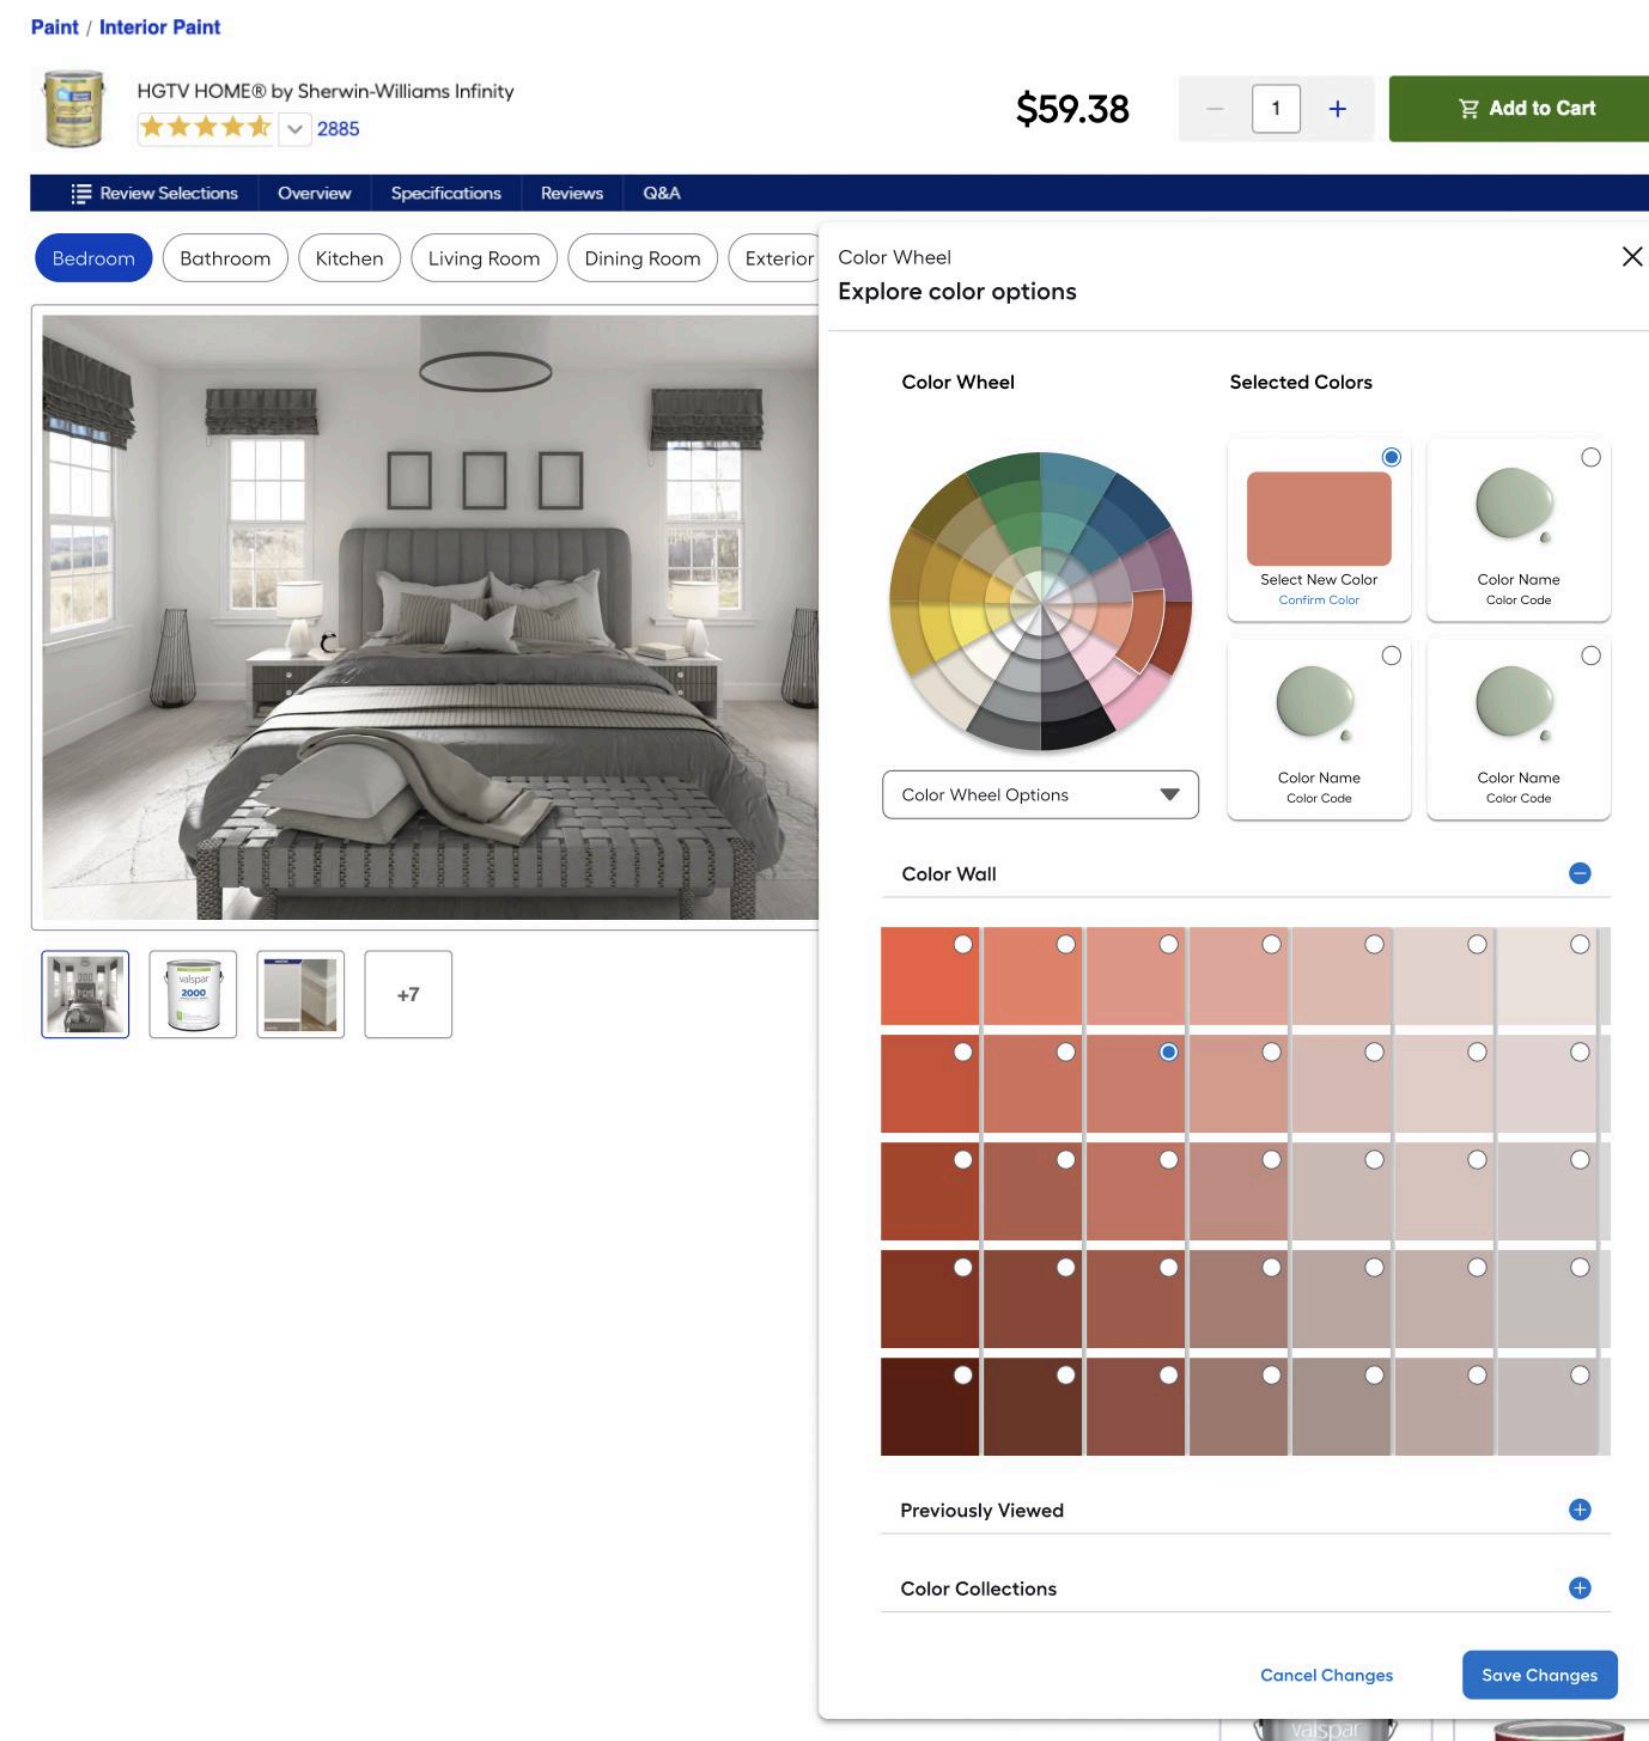 Paint / Interior Paint
HGTV HOME® by Sherwin-Williams Infinity
2885
$59.38
1
Add to Cart
Review Selections
Overview
Specifications
Reviews
Q&A
Bedroom
Bathroom
Kitchen
Living Room
Dining Room
Exterior
Color Wheel
Explore color options
Color Wheel
Selected Colors
Select New Color
Confirm Color
Color Name
Color Code
Color Name
Color Code
Color Name
Color Code
Color Wheel Options
Color Wall
valspar
2000
+7
Previously Viewed
Color Collections
Cancel Changes
Save Changes
valspar